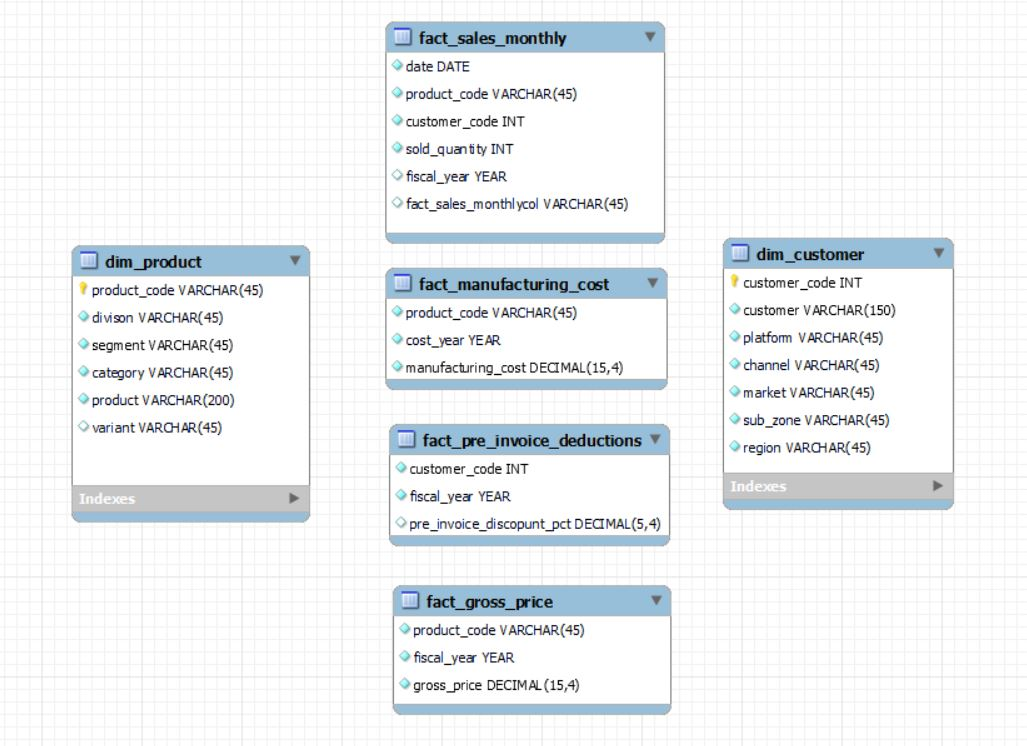 fact_sales_monthly
date DATE
product_code VARCHAR(45)
customer_code INT
sold_quantity INT
fiscal_year YEAR
fact_sales_monthlycol VARCHAR(45)
dim_product
product_code VARCHAR(45)
divison VARCHAR(45)
segment VARCHAR(45)
category VARCHAR(45)
product VARCHAR(200)
variant VARCHAR(45)
Indexes
fact_manufacturing_cost
product_code VARCHAR(45)
cost_year YEAR
manufacturing_cost DECIMAL(15,4)
fact_pre_invoice_deductions
customer_code INT
fiscal_year YEAR
pre_invoice_discopunt_pct DECIMAL(5,4)
fact_gross_price
product_code VARCHAR(45)
fiscal_year YEAR
gross_price DECIMAL(15,4)
dim_customer
customer_code INT
customer VARCHAR(150)
platform VARCHAR(45)
channel VARCHAR(45)
market VARCHAR(45)
sub_zone VARCHAR(45)
region VARCHAR(45)
Indexes